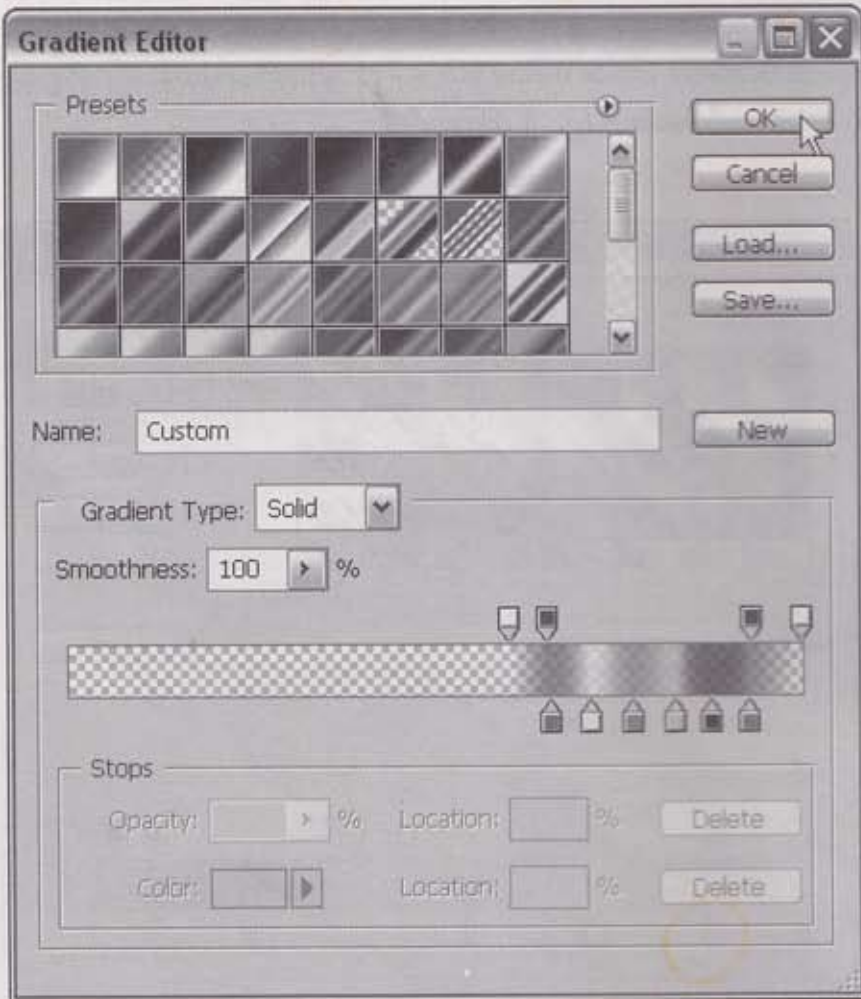 Gradient Editor
Presets
OK
Cancel
Load...
Save...
Name: Custom
New
Gradient Type: Solid
Smoothness: 100 %
Stops
Opacity: % Location: % Delete
Color: Location: % Delete